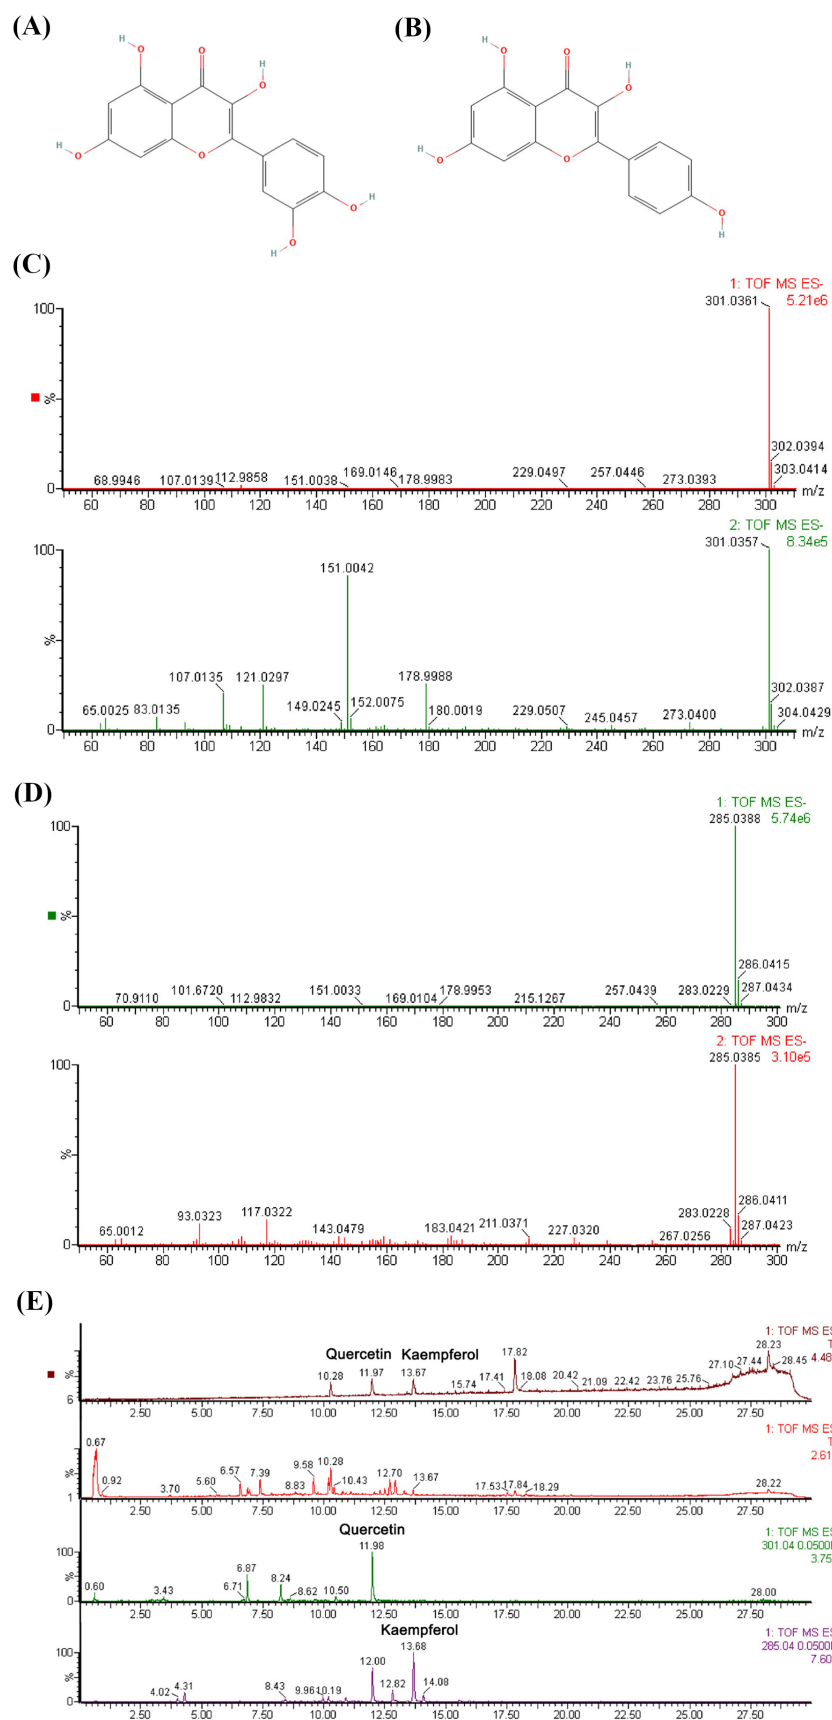 (A)
(B)
H
O
O
H
O
H
O
O
H
O
H
O
H
H
O
O
H
O
H
O
O
O
H
(C)
1: TOF MS ES-
5.21e6
301.0361
100
%
68.9946
107.0139
112.9858
151.0038
169.0146
178.9983
229.0497
257.0446
273.0393
302.0394
303.0414
0
m/z
60 80 100 120 140 160 180 200 220 240 260 280 300
2: TOF MS ES-
8.34e5
301.0357
100
%
65.0025
83.0135
107.0135
121.0297
149.0245
151.0042
152.0075
178.9988
180.0019
229.0507
245.0457
273.0400
302.0387
304.0429
0
m/z
60 80 100 120 140 160 180 200 220 240 260 280 300
(D)
1: TOF MS ES-
5.74e6
285.0388
100
%
70.9110
101.6720
112.9832
151.0033
169.0104
178.9953
215.1267
257.0439
283.0229
286.0415
287.0434
0
m/z
60 80 100 120 140 160 180 200 220 240 260 280 300
2: TOF MS ES-
3.10e5
285.0385
100
%
65.0012
93.0323
117.0322
143.0479
183.0421
211.0371
227.0320
267.0256
283.0228
286.0411
287.0423
0
m/z
60 80 100 120 140 160 180 200 220 240 260 280 300
(E)
1: TOF MS ES
T
4.48
Quercetin Kaempferol
%
6
10.28
11.97
13.67
15.74
17.41
17.82
18.08
20.42
21.09
22.42
23.76
25.76
27.10
27.44
28.23
28.45
2.50 5.00 7.50 10.00 12.50 15.00 17.50 20.00 22.50 25.00 27.50
1: TOF MS ES
T
2.61
%
1
0.67
0.92
3.70
5.60
6.57
7.39
8.83
9.58
10.28
10.43
12.70
13.67
17.53
17.84
18.29
28.22
2.50 5.00 7.50 10.00 12.50 15.00 17.50 20.00 22.50 25.00 27.50
Quercetin
1: TOF MS ES
301.04 0.0500
3.75
100
%
0
0.60
3.43
6.71
6.87
8.24
8.62
10.50
11.98
28.00
2.50 5.00 7.50 10.00 12.50 15.00 17.50 20.00 22.50 25.00 27.50
Kaempferol
1: TOF MS ES
285.04 0.0500
7.60
100
%
0
4.02
4.31
8.43
9.96
10.19
12.00
12.82
13.68
14.08
2.50 5.00 7.50 10.00 12.50 15.00 17.50 20.00 22.50 25.00 27.50